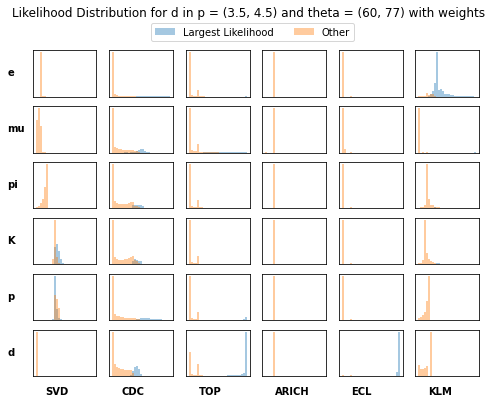 Likelihood Distribution for d in p = (3.5, 4.5) and theta = (60, 77) with weights
Largest Likelihood Other
e
mu
pi
K
p
d
SVD CDC TOP ARICH ECL KLM